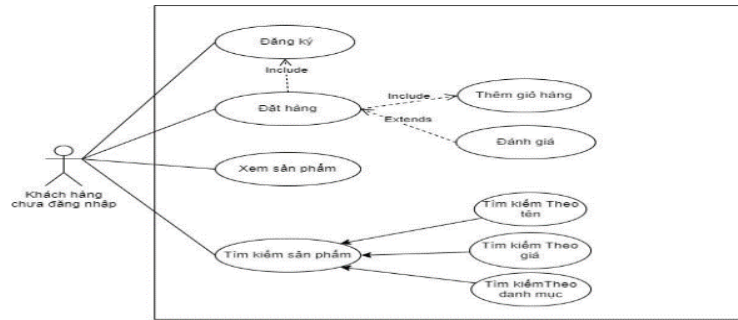 Đăng ký
Include
Đặt hàng
Include
Thêm giỏ hàng
Extends
Đánh giá
Xem sản phẩm
Khách hàng
chưa đăng nhập
Tìm kiếm Theo
tên
Tìm kiếm sản phẩm
Tìm kiếm Theo
giá
Tìm kiếmTheo
danh mục